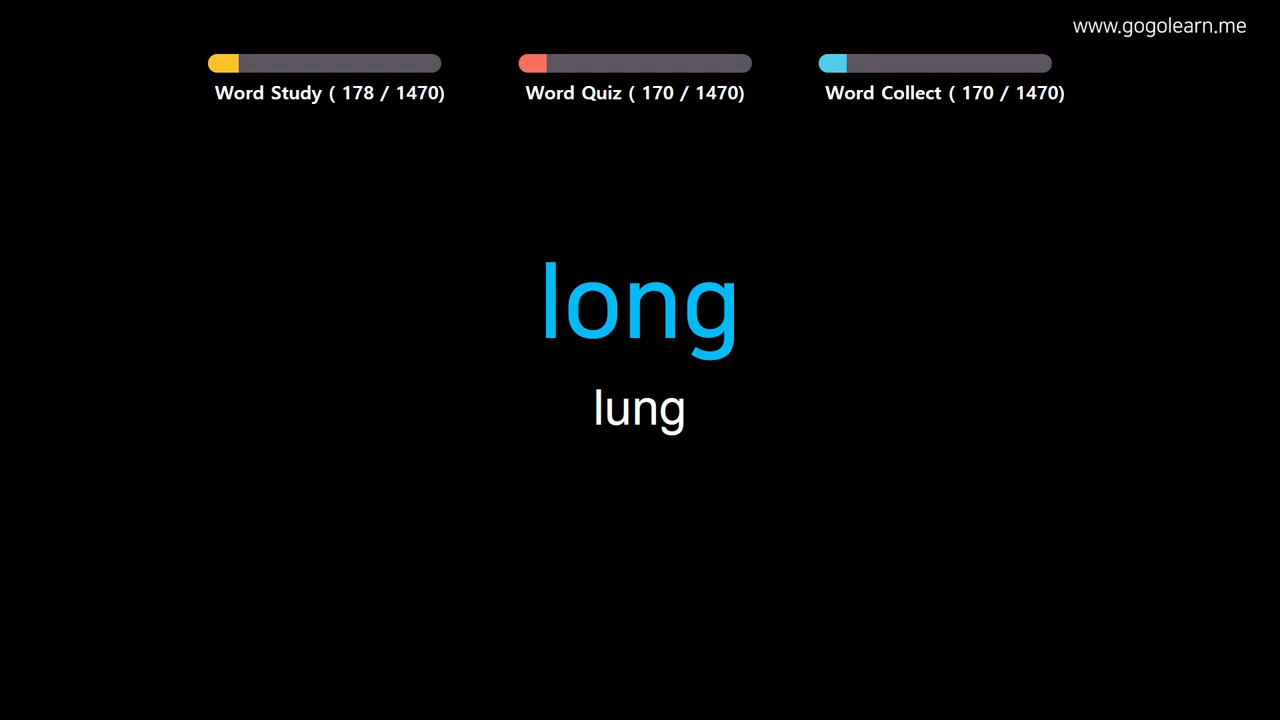 www.gogolearn.me
Word Study ( 178 / 1470)
Word Quiz ( 170 / 1470)
Word Collect ( 170 / 1470)
long
lung